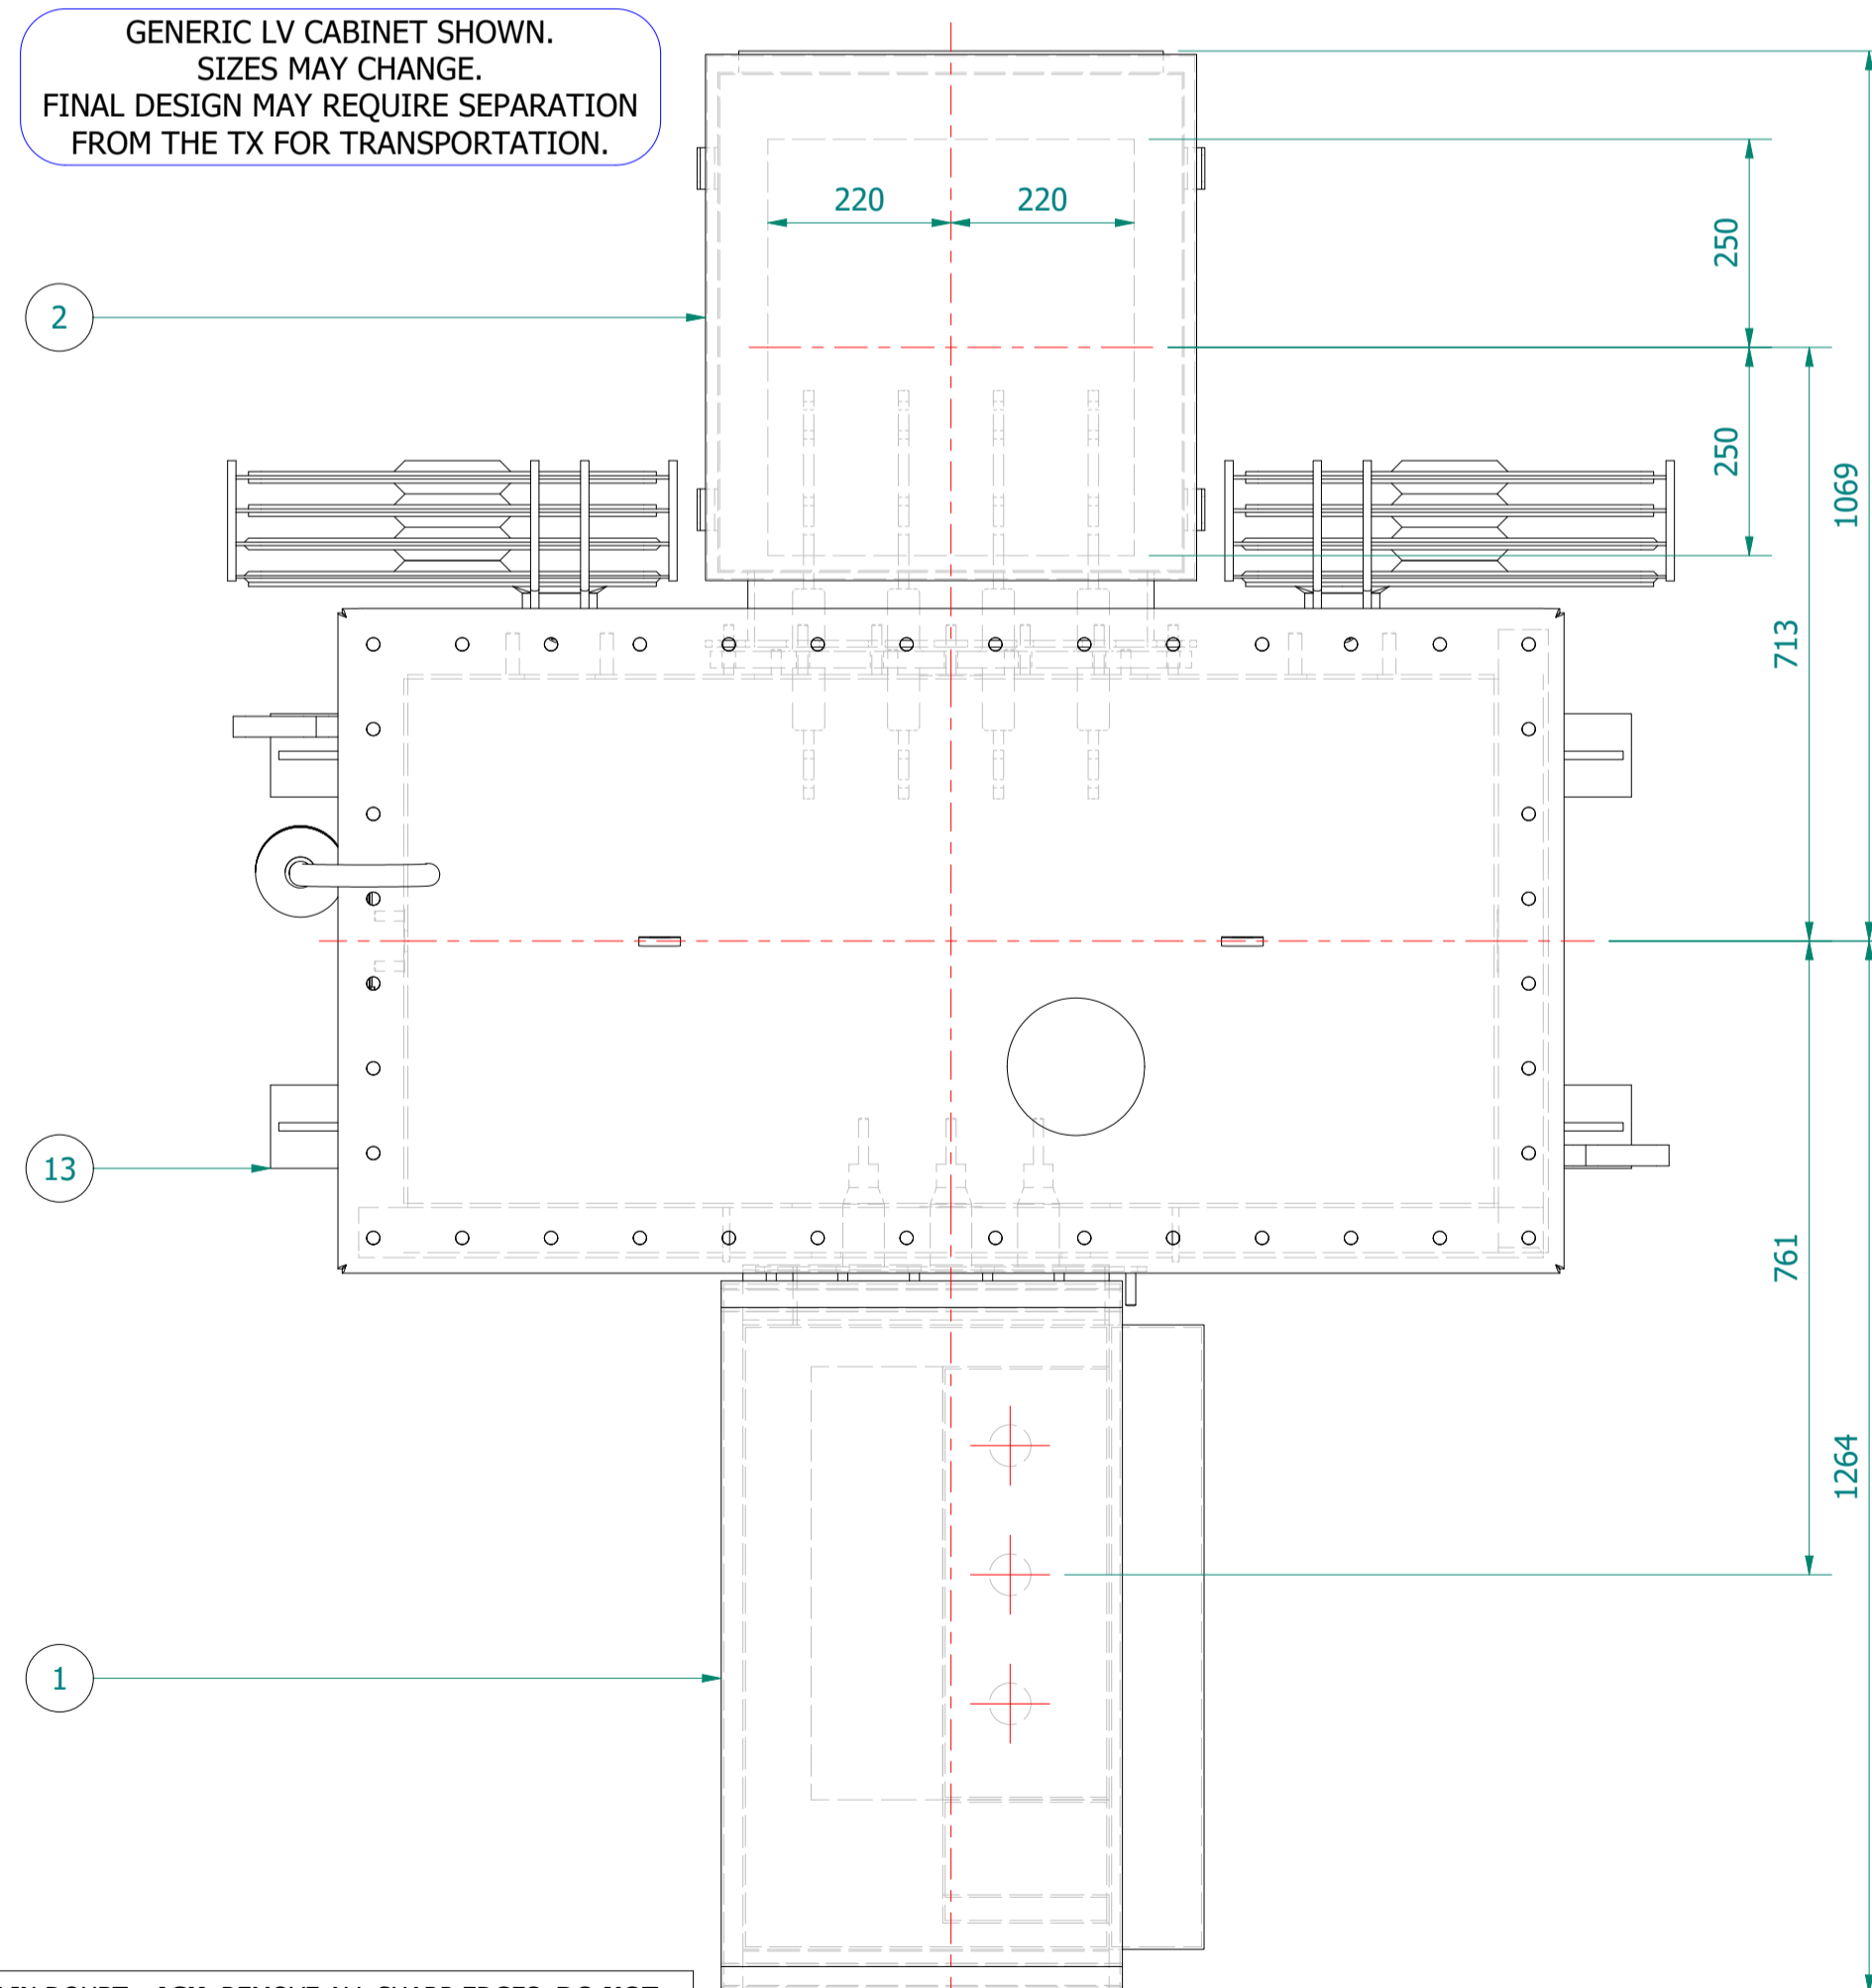 GENERIC LV CABINET SHOWN.
SIZES MAY CHANGE.
FINAL DESIGN MAY REQUIRE SEPARATION
FROM THE TX FOR TRANSPORTATION.
220
220
250
2
250
1069
713
13
761
1264
1